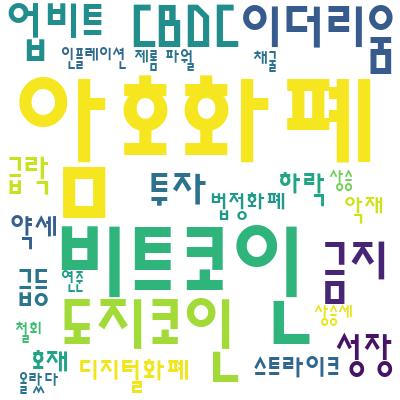 업비트 CBDC 이더리움
인플레이션 제롬 파월 채굴
암호화폐
급락 투자 하락 상승
법정화폐 악재
약세 비트코인 금지
급등 연준
도지코인 상승세
철회 성장
호재 디지털화폐 스트라이크
올랐다